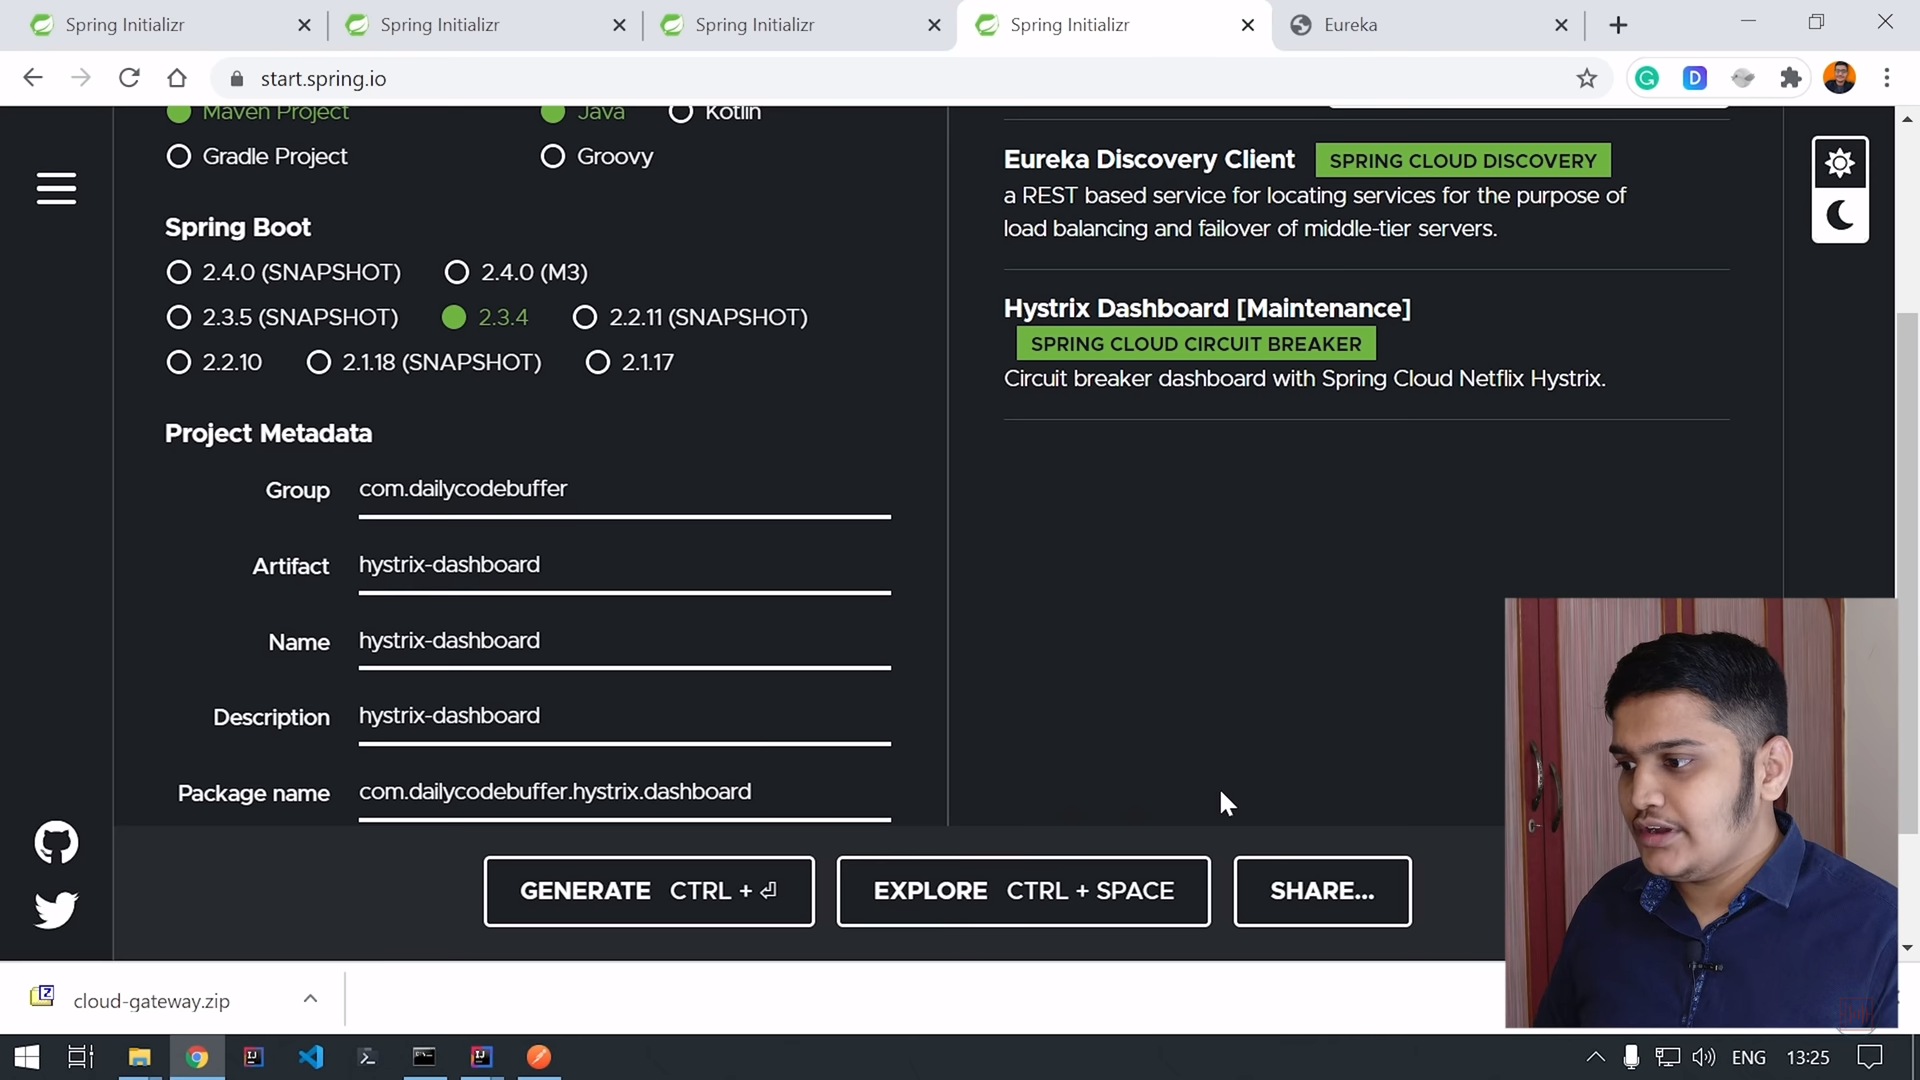 Spring Initializr
Spring Initializr
Spring Initializr
Spring Initializr
Eureka
start.spring.io
Maven Project
Java
Kotlin
Gradle Project
Groovy
Spring Boot
2.4.0 (SNAPSHOT)
2.4.0 (M3)
2.3.5 (SNAPSHOT)
2.3.4
2.2.11 (SNAPSHOT)
2.2.10
2.1.18 (SNAPSHOT)
2.1.17
Project Metadata
Group
com.dailycodebuffer
Artifact
hystrix-dashboard
Name
hystrix-dashboard
Description
hystrix-dashboard
Package name
com.dailycodebuffer.hystrix.dashboard
Eureka Discovery Client
SPRING CLOUD DISCOVERY
a REST based service for locating services for the purpose of
load balancing and failover of middle-tier servers.
Hystrix Dashboard [Maintenance]
SPRING CLOUD CIRCUIT BREAKER
Circuit breaker dashboard with Spring Cloud Netflix Hystrix.
GENERATE CTRL + ⏎
EXPLORE CTRL + SPACE
SHARE...
cloud-gateway.zip
ENG
13:25